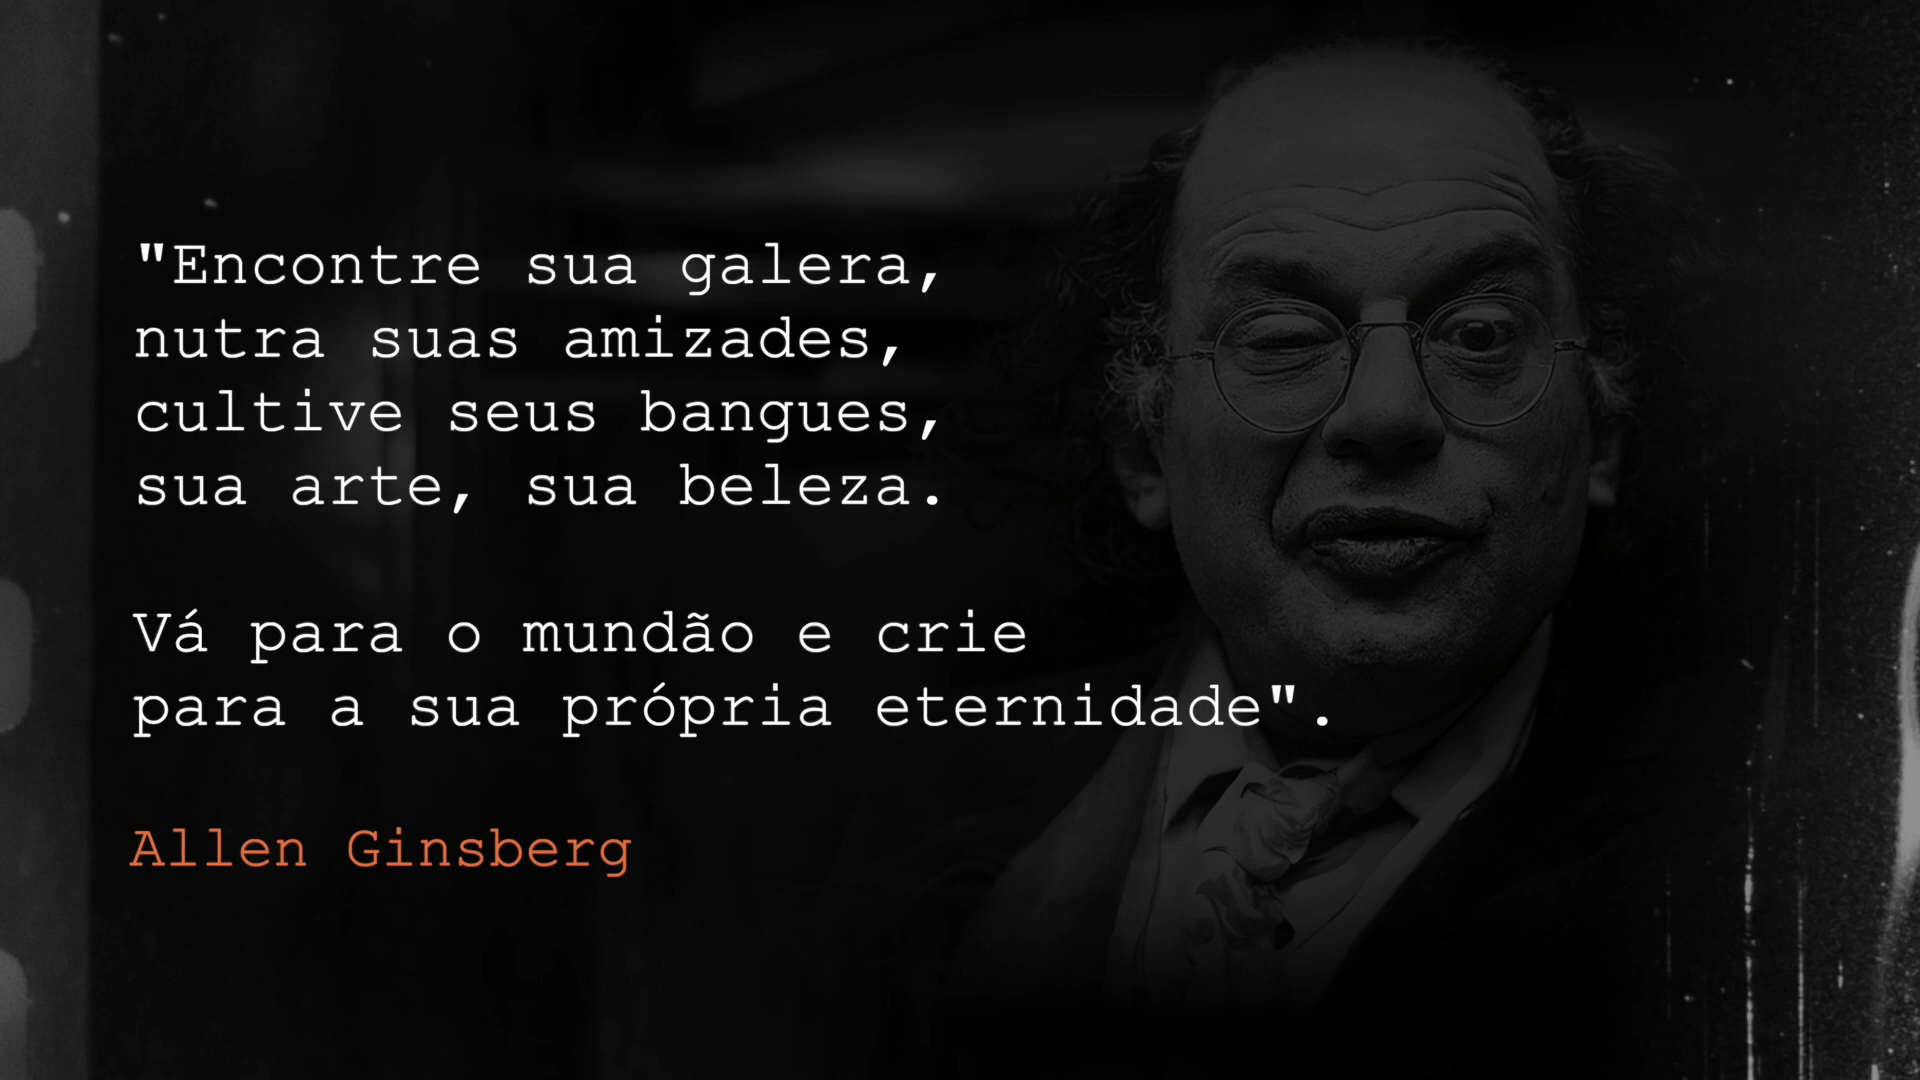 "Encontre sua galera,
nutra suas amizades,
cultive seus bangues,
sua arte, sua beleza.
Vá para o mundão e crie
para a sua própria eternidade".
Allen Ginsberg